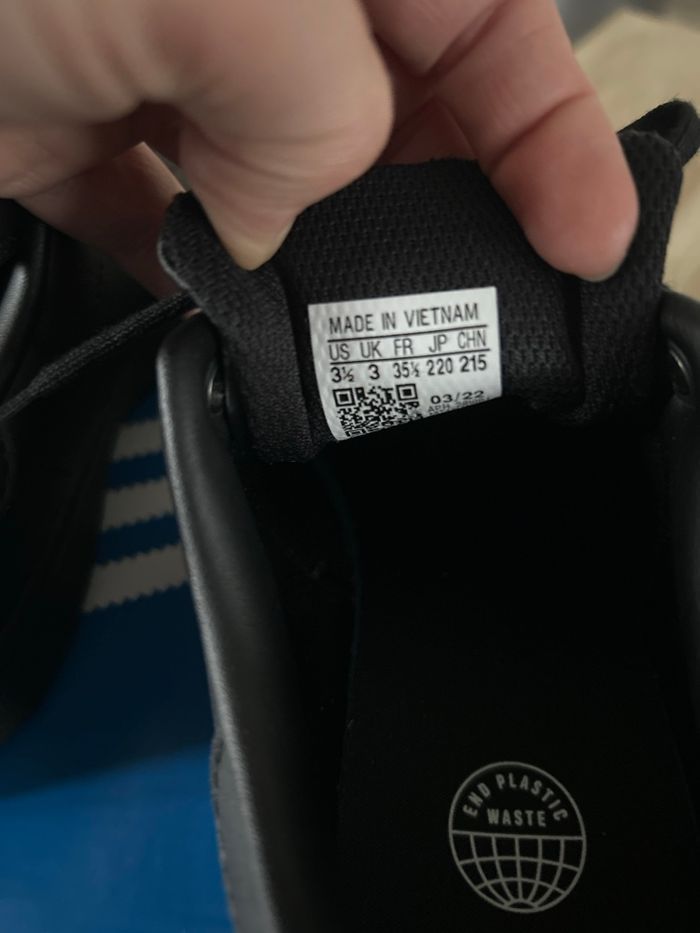 MADE IN VIETNAM
US UK FR JP CHN
3½ 3 35½ 220 215
03/22
END PLASTIC
WASTE